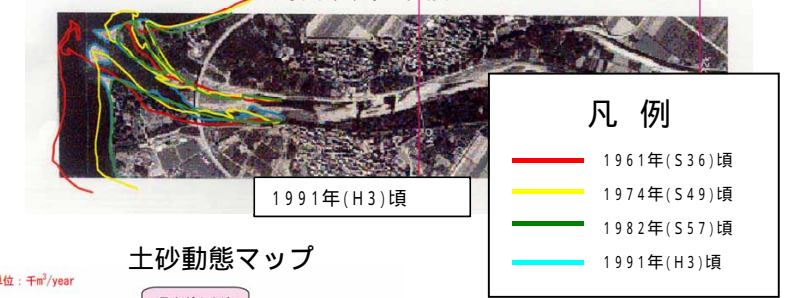 1991年(H3)頃
凡 例
1961年(S36)頃
1974年(S49)頃
1982年(S57)頃
1991年(H3)頃
土砂動態マップ
位：千m³/year